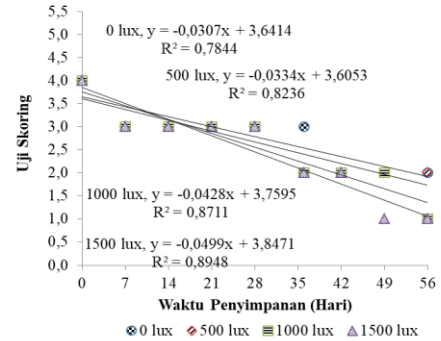 5,5
5,0
4,5
4,0
3,5
3,0
2,5
2,0
1,5
1,0
0,5
0,0
Uji Skoring
0 lux, y = -0,0307x + 3,6414
R² = 0,7844
500 lux, y = -0,0334x + 3,6053
R² = 0,8236
1000 lux, y = -0,0428x + 3,7595
R² = 0,8711
1500 lux, y = -0,0499x + 3,8471
R² = 0,8948
0 7 14 21 28 35 42 49 56
Waktu Penyimpanan (Hari)
0 lux 500 lux 1000 lux 1500 lux